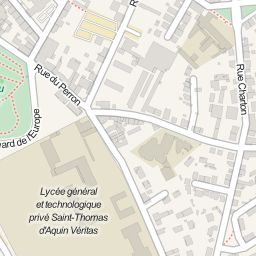 Rue du Perron
Rue Charton
ard de l'Europe
Lycée général
et technologique
privé Saint-Thomas
d'Aquin Véritas